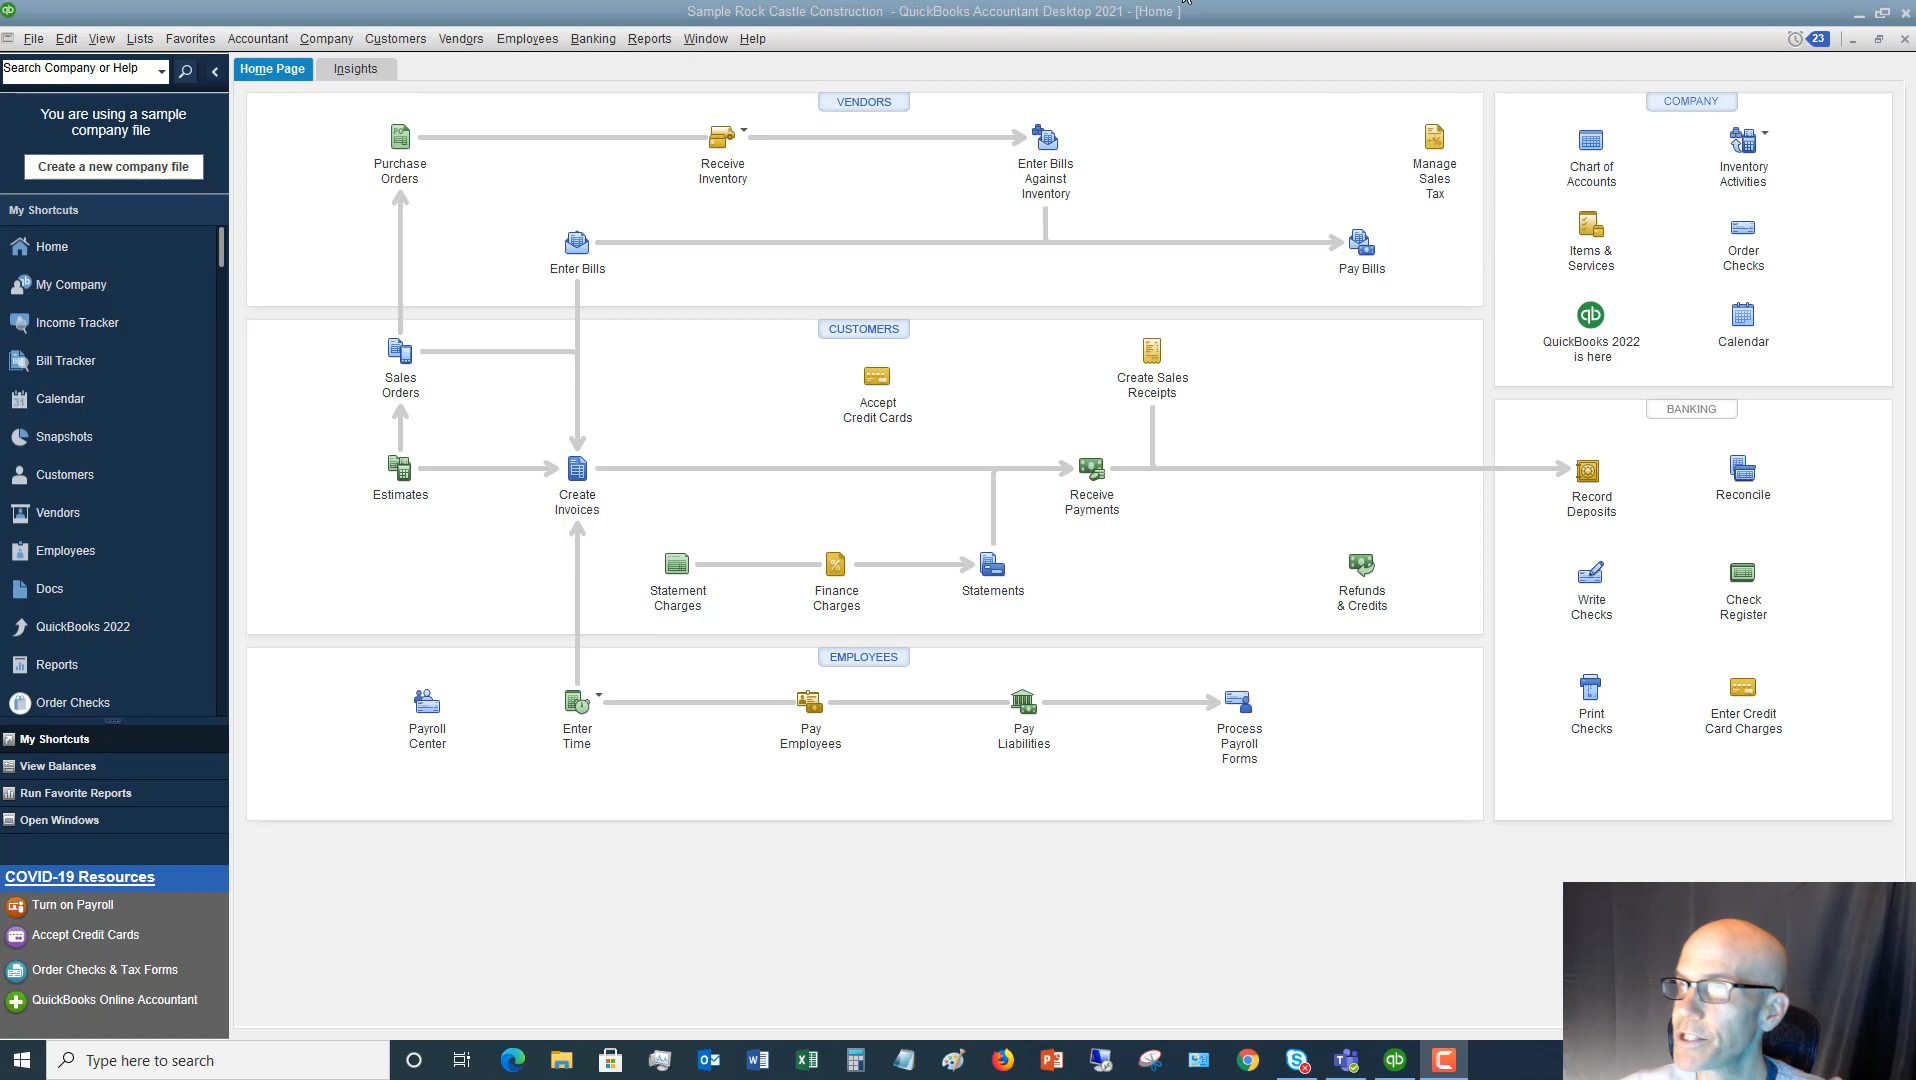 Sample Rock Castle Construction - QuickBooks Accountant Desktop 2021 - [Home ]
File Edit View Lists Favorites Accountant Company Customers Vendors Employees Banking Reports Window Help
23
Search Company or Help
Home Page
Insights
You are using a sample
company file
Create a new company file
My Shortcuts
Home
My Company
Income Tracker
Bill Tracker
Calendar
Snapshots
Customers
Vendors
Employees
Docs
QuickBooks 2022
Reports
Order Checks
My Shortcuts
View Balances
Run Favorite Reports
Open Windows
COVID-19 Resources
Turn on Payroll
Accept Credit Cards
Order Checks & Tax Forms
QuickBooks Online Accountant
VENDORS
Purchase
Orders
Receive
Inventory
Enter Bills
Against
Inventory
Manage
Sales
Tax
Enter Bills
Pay Bills
CUSTOMERS
Sales
Orders
Accept
Credit Cards
Create Sales
Receipts
Estimates
Create
Invoices
Receive
Payments
Statement
Charges
Finance
Charges
Statements
Refunds
& Credits
EMPLOYEES
Payroll
Center
Enter
Time
Pay
Employees
Pay
Liabilities
Process
Payroll
Forms
COMPANY
Chart of
Accounts
Inventory
Activities
Items &
Services
Order
Checks
qb
QuickBooks 2022
is here
Calendar
BANKING
Record
Deposits
Reconcile
Write
Checks
Check
Register
Print
Checks
Enter Credit
Card Charges
Type here to search